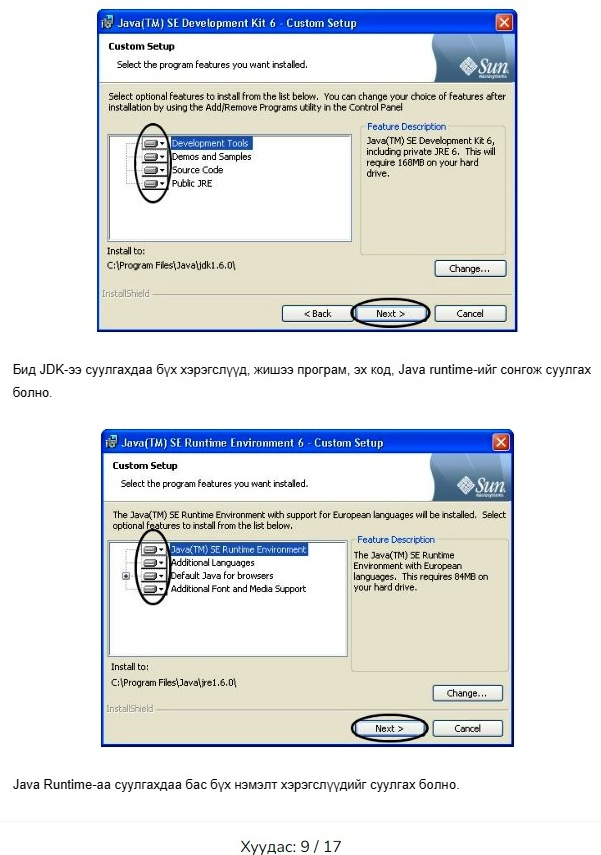 Java(TM) SE Development Kit 6 - Custom Setup
Custom Setup
Select the program features you want installed.
Sun
microsystems
Select optional features to install from the list below. You can change your choice of features after
installation by using the Add/Remove Programs utility in the Control Panel
Development Tools
Demos and Samples
Source Code
Public JRE
Feature Description
Java(TM) SE Development Kit 6,
including private JRE 6. This will
require 168MB on your hard
drive.
Install to:
C:\Program Files\Java\jdk1.6.0\
Change...
InstallShield
< Back
Next >
Cancel
Бид JDK-ээ суулгахдаа бүх хэрэгслүүд, жишээ програм, эх код, Java runtime-ийг сонгож суулгах
болно.
Java(TM) SE Runtime Environment 6 - Custom Setup
Custom Setup
Select the program features you want installed.
Sun
microsystems
The Java(TM) SE Runtime Environment with support for European languages will be installed. Select
optional features to install from the list below.
Java(TM) SE Runtime Environment
Additional Languages
Default Java for browsers
Additional Font and Media Support
Feature Description
The Java(TM) SE Runtime
Environment with European
languages. This requires 84MB on
your hard drive.
Install to:
C:\Program Files\Java\jre1.6.0\
Change...
InstallShield
Next >
Cancel
Java Runtime-аа суулгахдаа бас бүх нэмэлт хэрэгслүүдийг суулгах болно.
Хуудас: 9 / 17